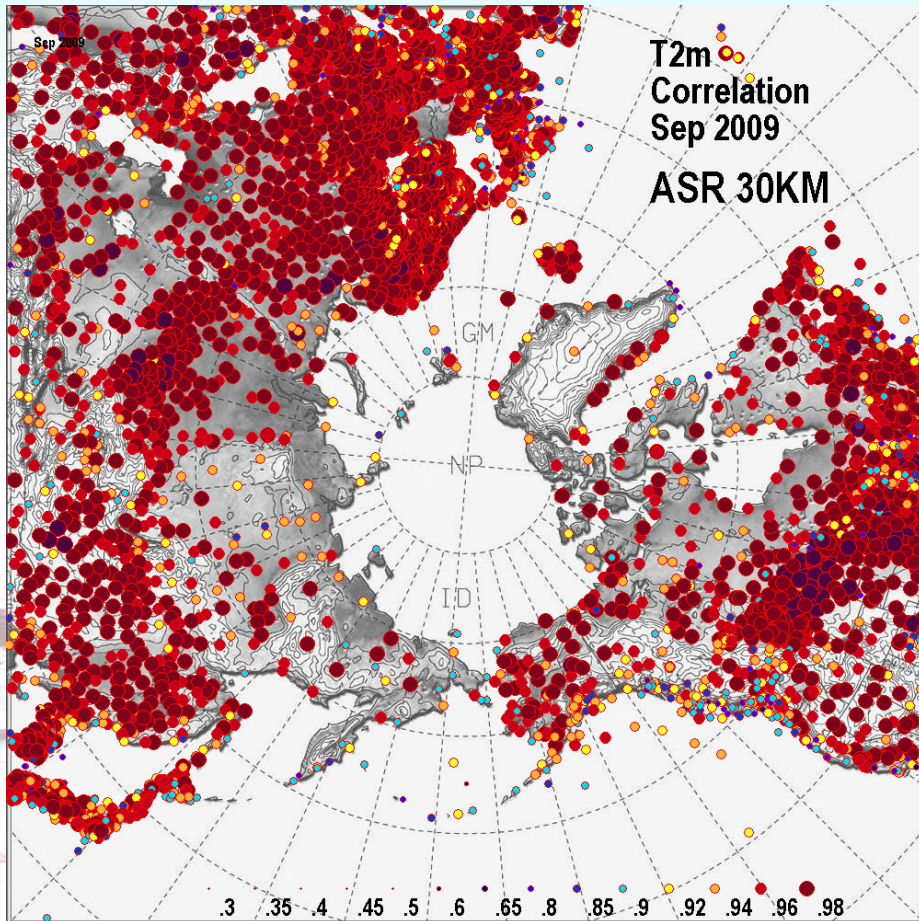 Sep 2009
T2m
Correlation
Sep 2009
ASR 30KM
GM
NP
ID
.3 .35 .4 .45 .5 .6 .65 .8 .85 .9 .92 .94 .96 .98